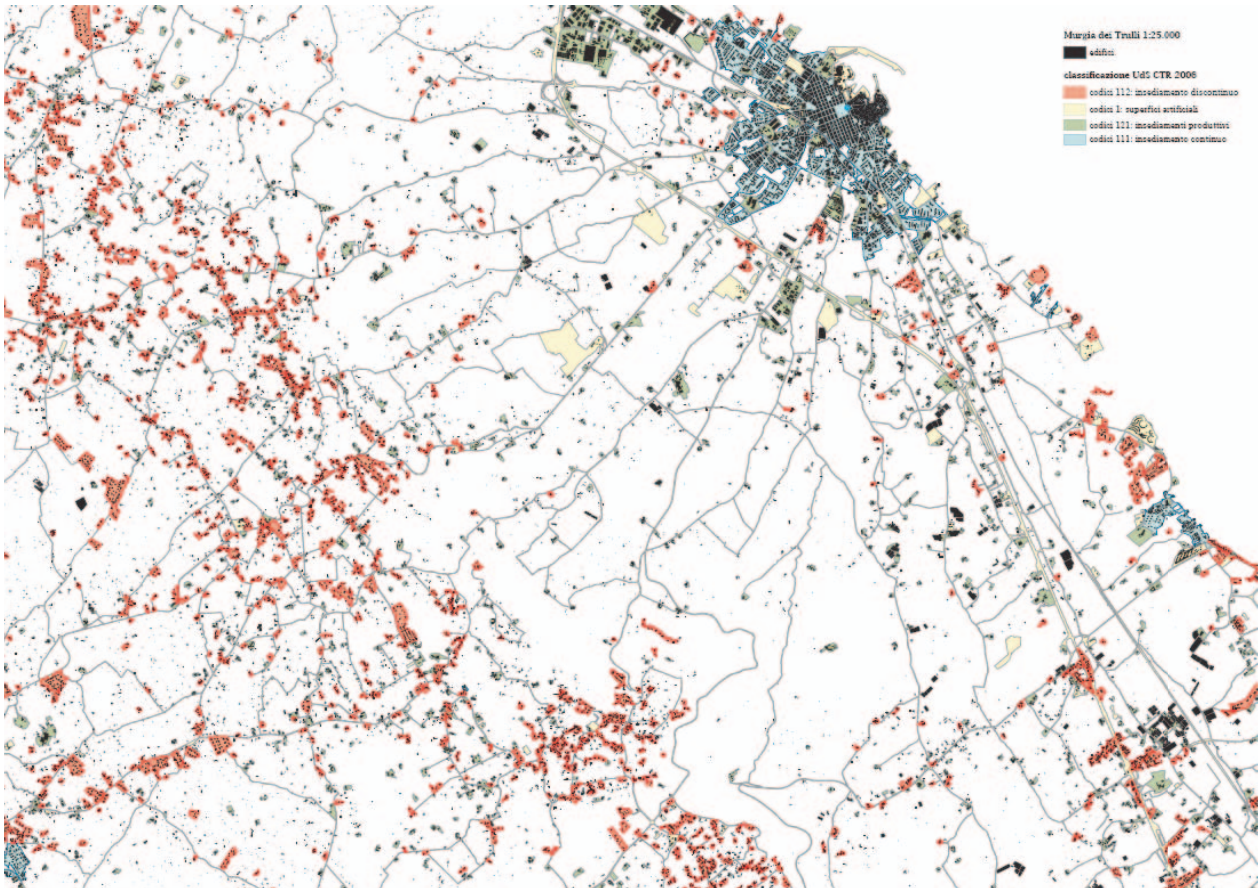 Murgia dei Trulli 1:25.000
edifici
classificazione UdS CTR 2008
codici 112: insediamento discontinuo
codici 1: superfici artificiali
codici 121: insediamenti produttivi
codici 111: insediamento continuo